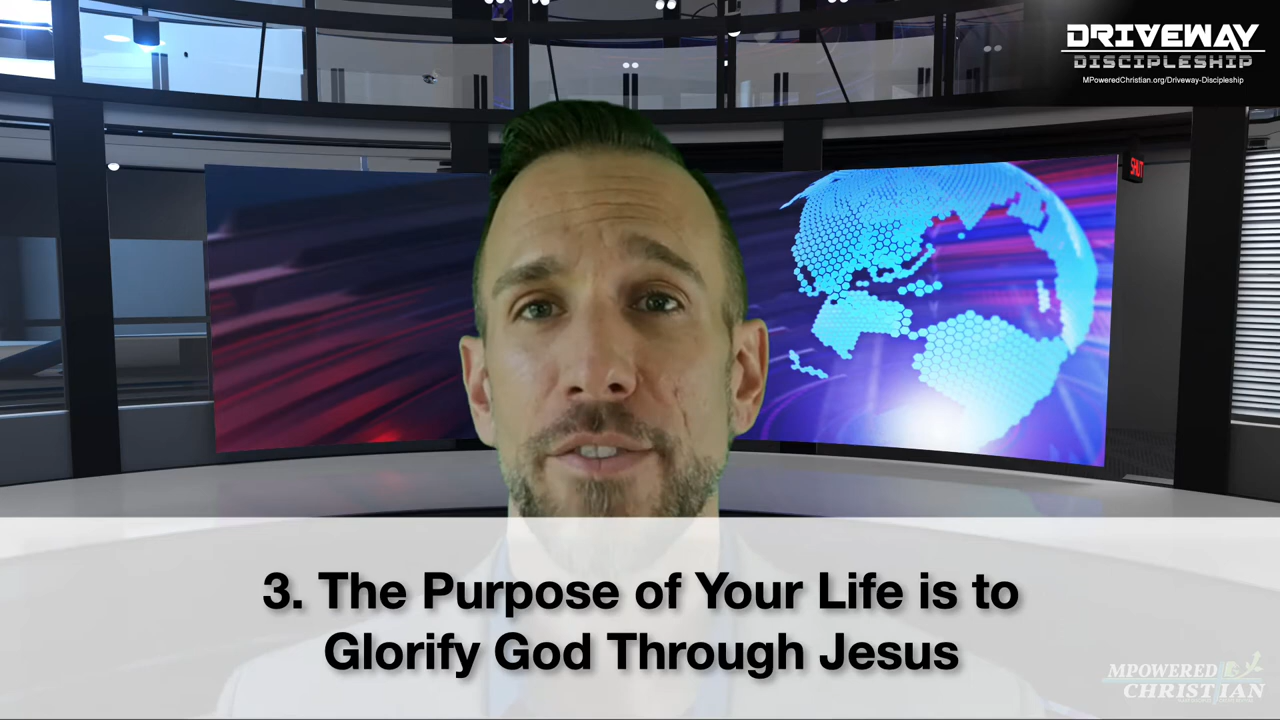 DRIVEWAY
DISCIPLESHIP
MPoweredChristian.org/Driveway-Discipleship
3. The Purpose of Your Life is to
Glorify God Through Jesus
MPOWERED
CHRISTIAN